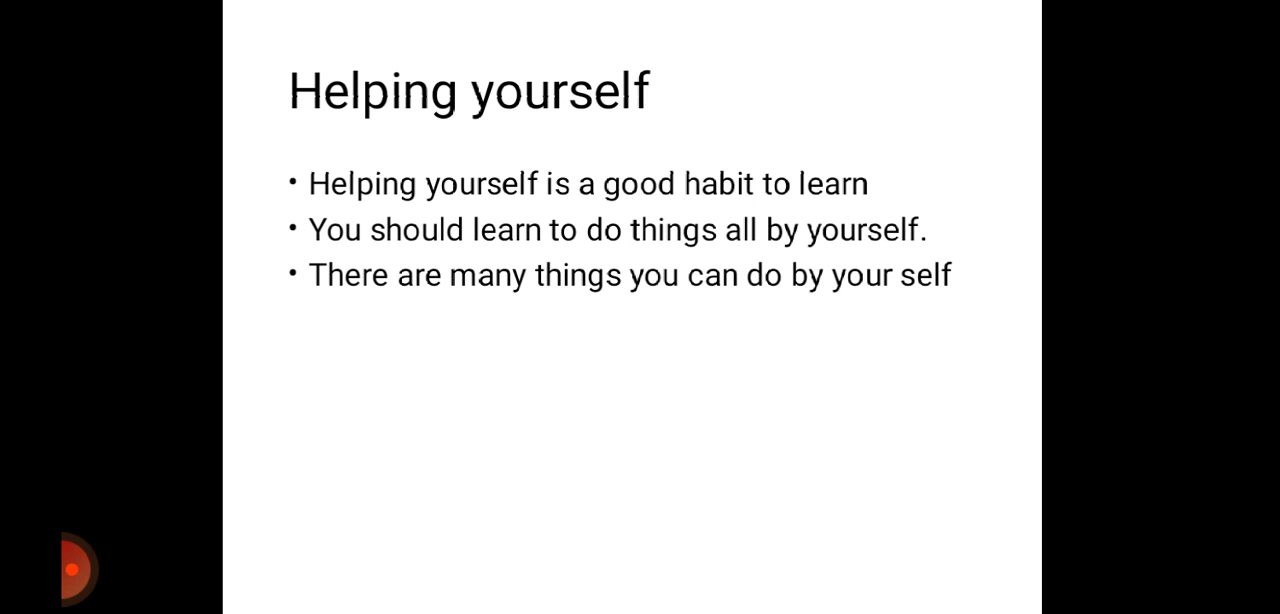 Helping yourself
• Helping yourself is a good habit to learn
• You should learn to do things all by yourself.
• There are many things you can do by your self